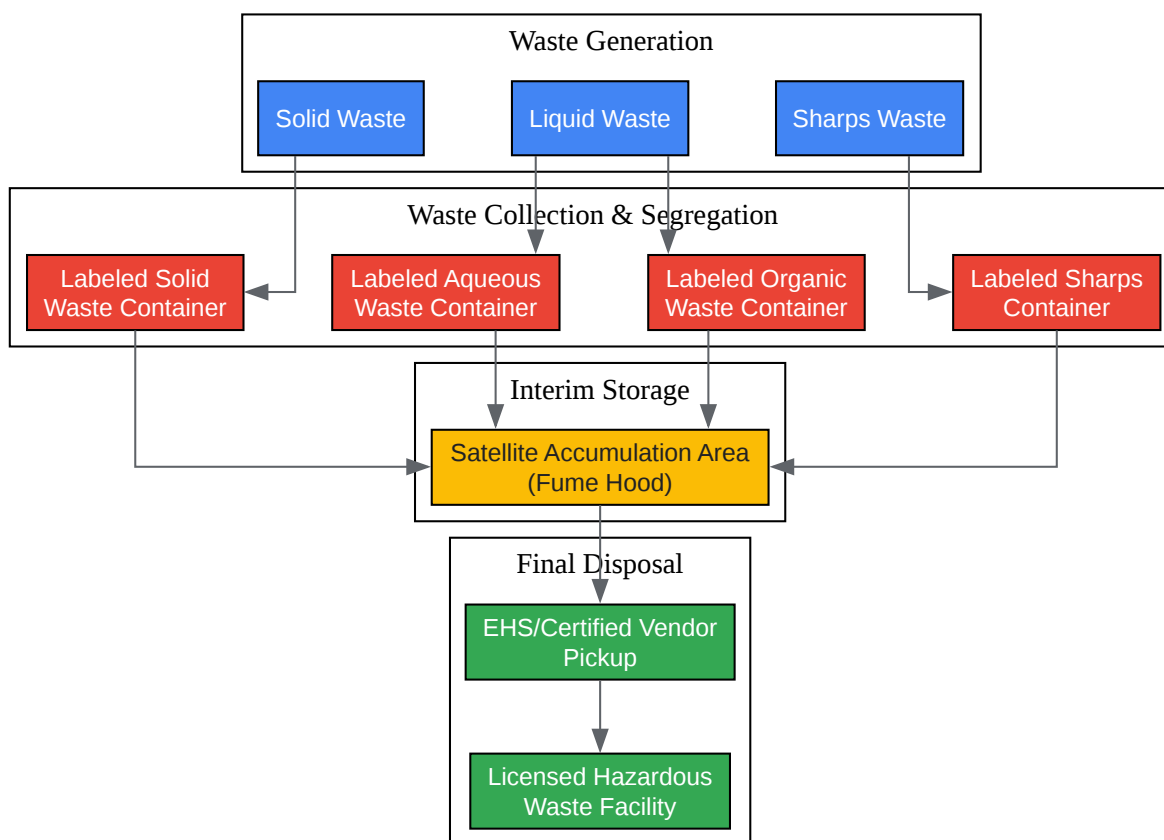 Waste Generation
Solid Waste
Liquid Waste
Sharps Waste
Waste Collection & Segregation
Labeled Solid
Waste Container
Labeled Aqueous
Waste Container
Labeled Organic
Waste Container
Labeled Sharps
Container
Interim Storage
Satellite Accumulation Area
(Fume Hood)
Final Disposal
EHS/Certified Vendor
Pickup
Licensed Hazardous
Waste Facility